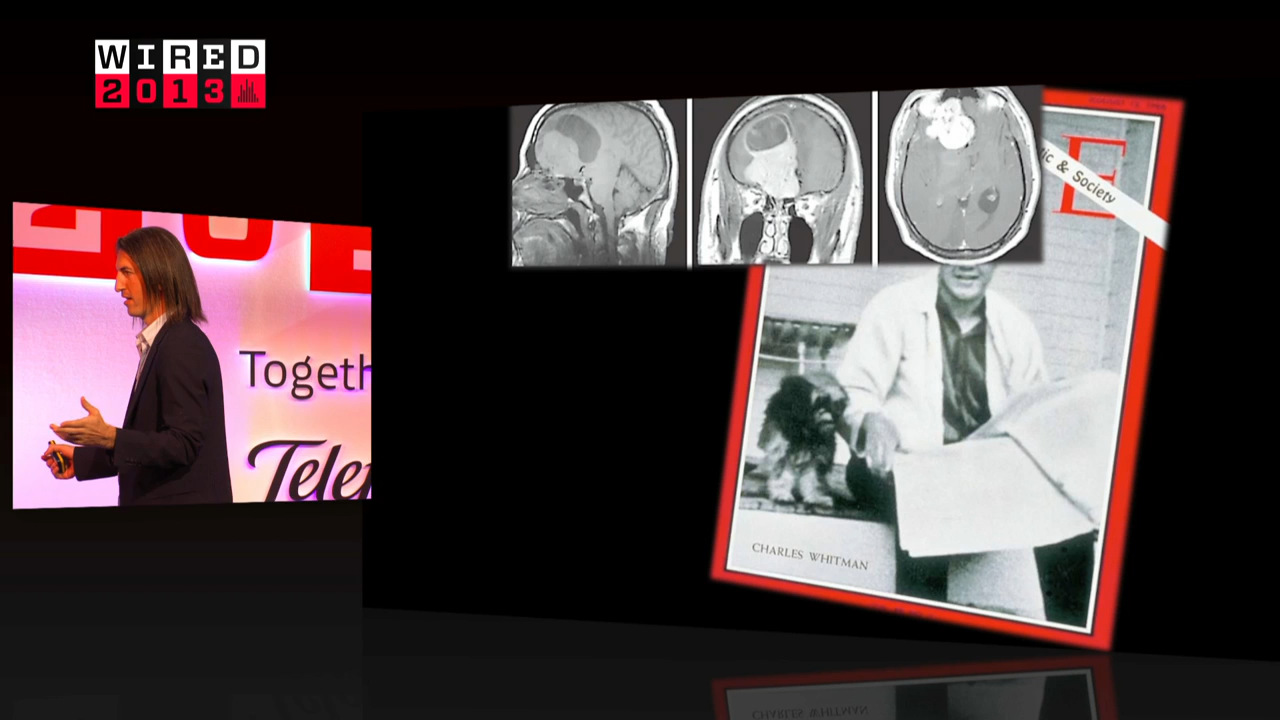 WIRED
2013
E
ic & Society
Togeth
Telef
CHARLES WHITMAN